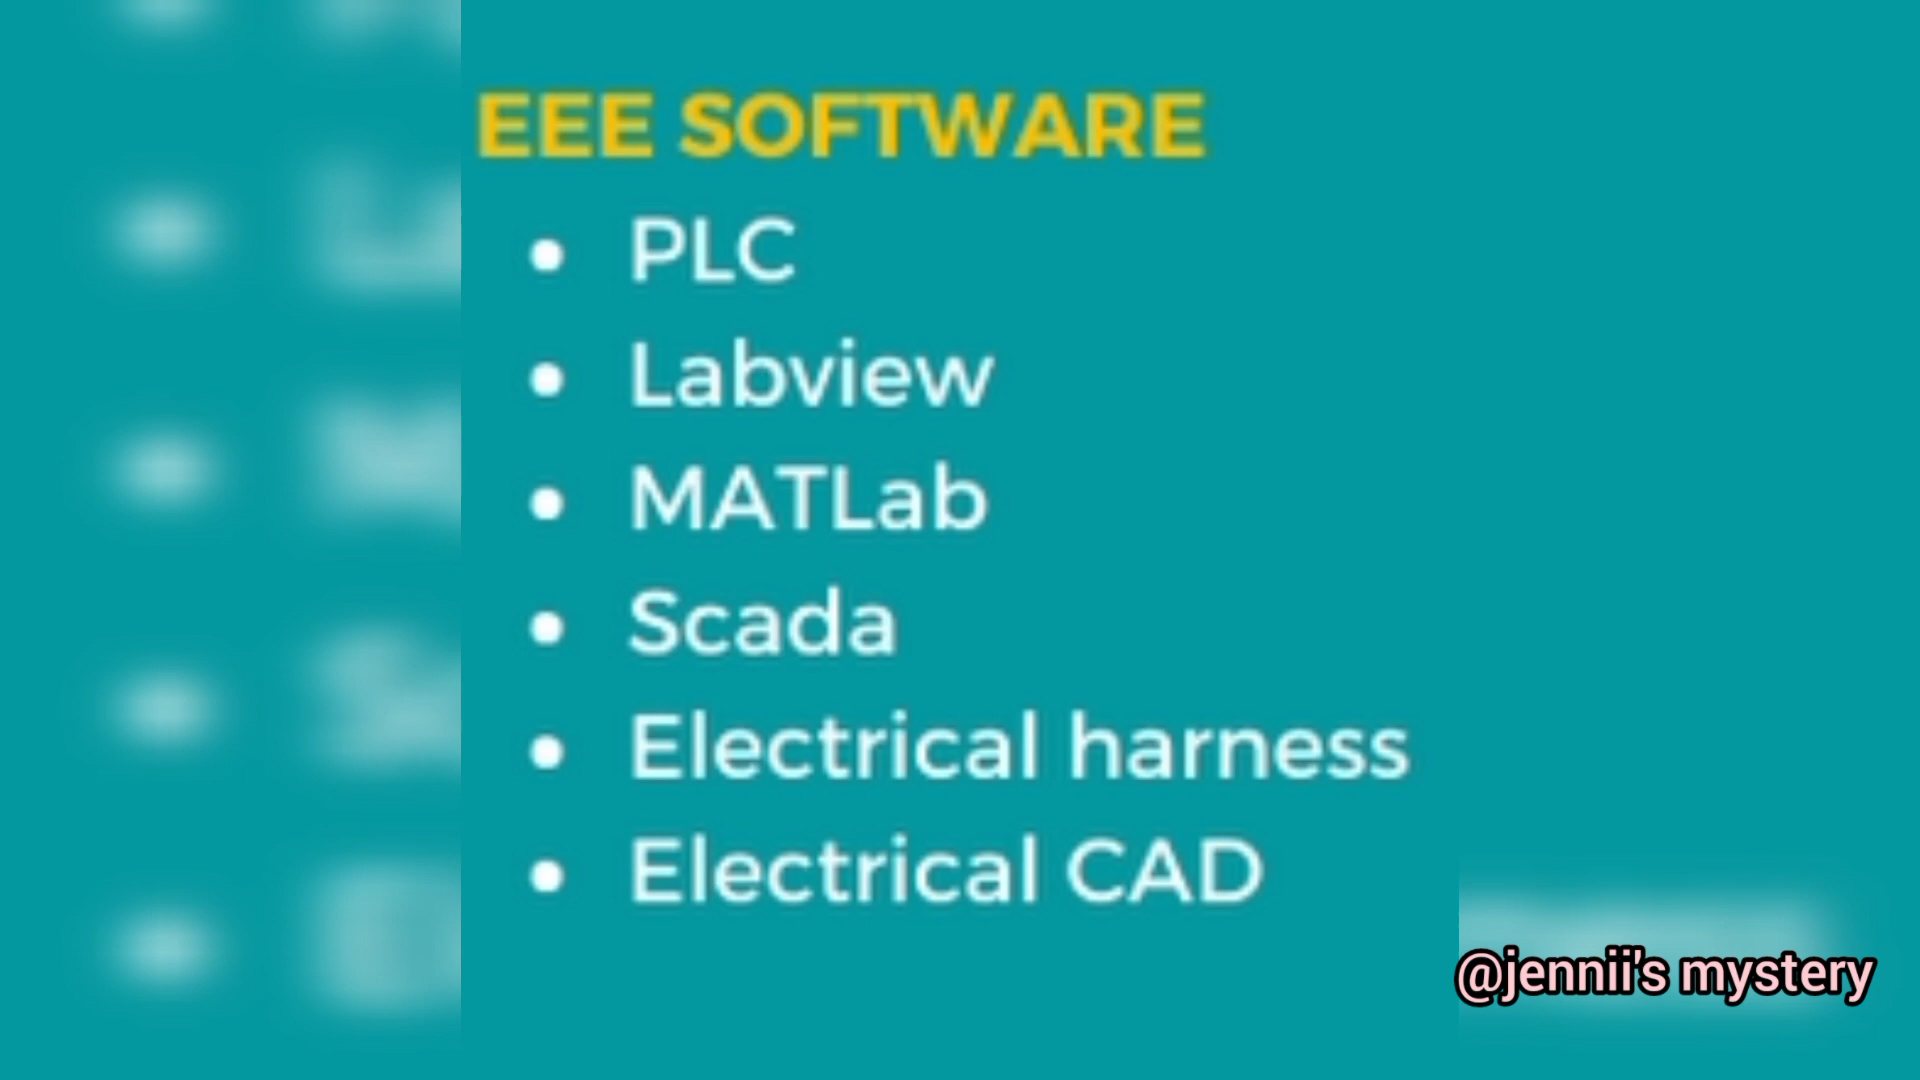 EEE SOFTWARE
• PLC
• Labview
• MATLab
• Scada
• Electrical harness
• Electrical CAD
@jennii's mystery